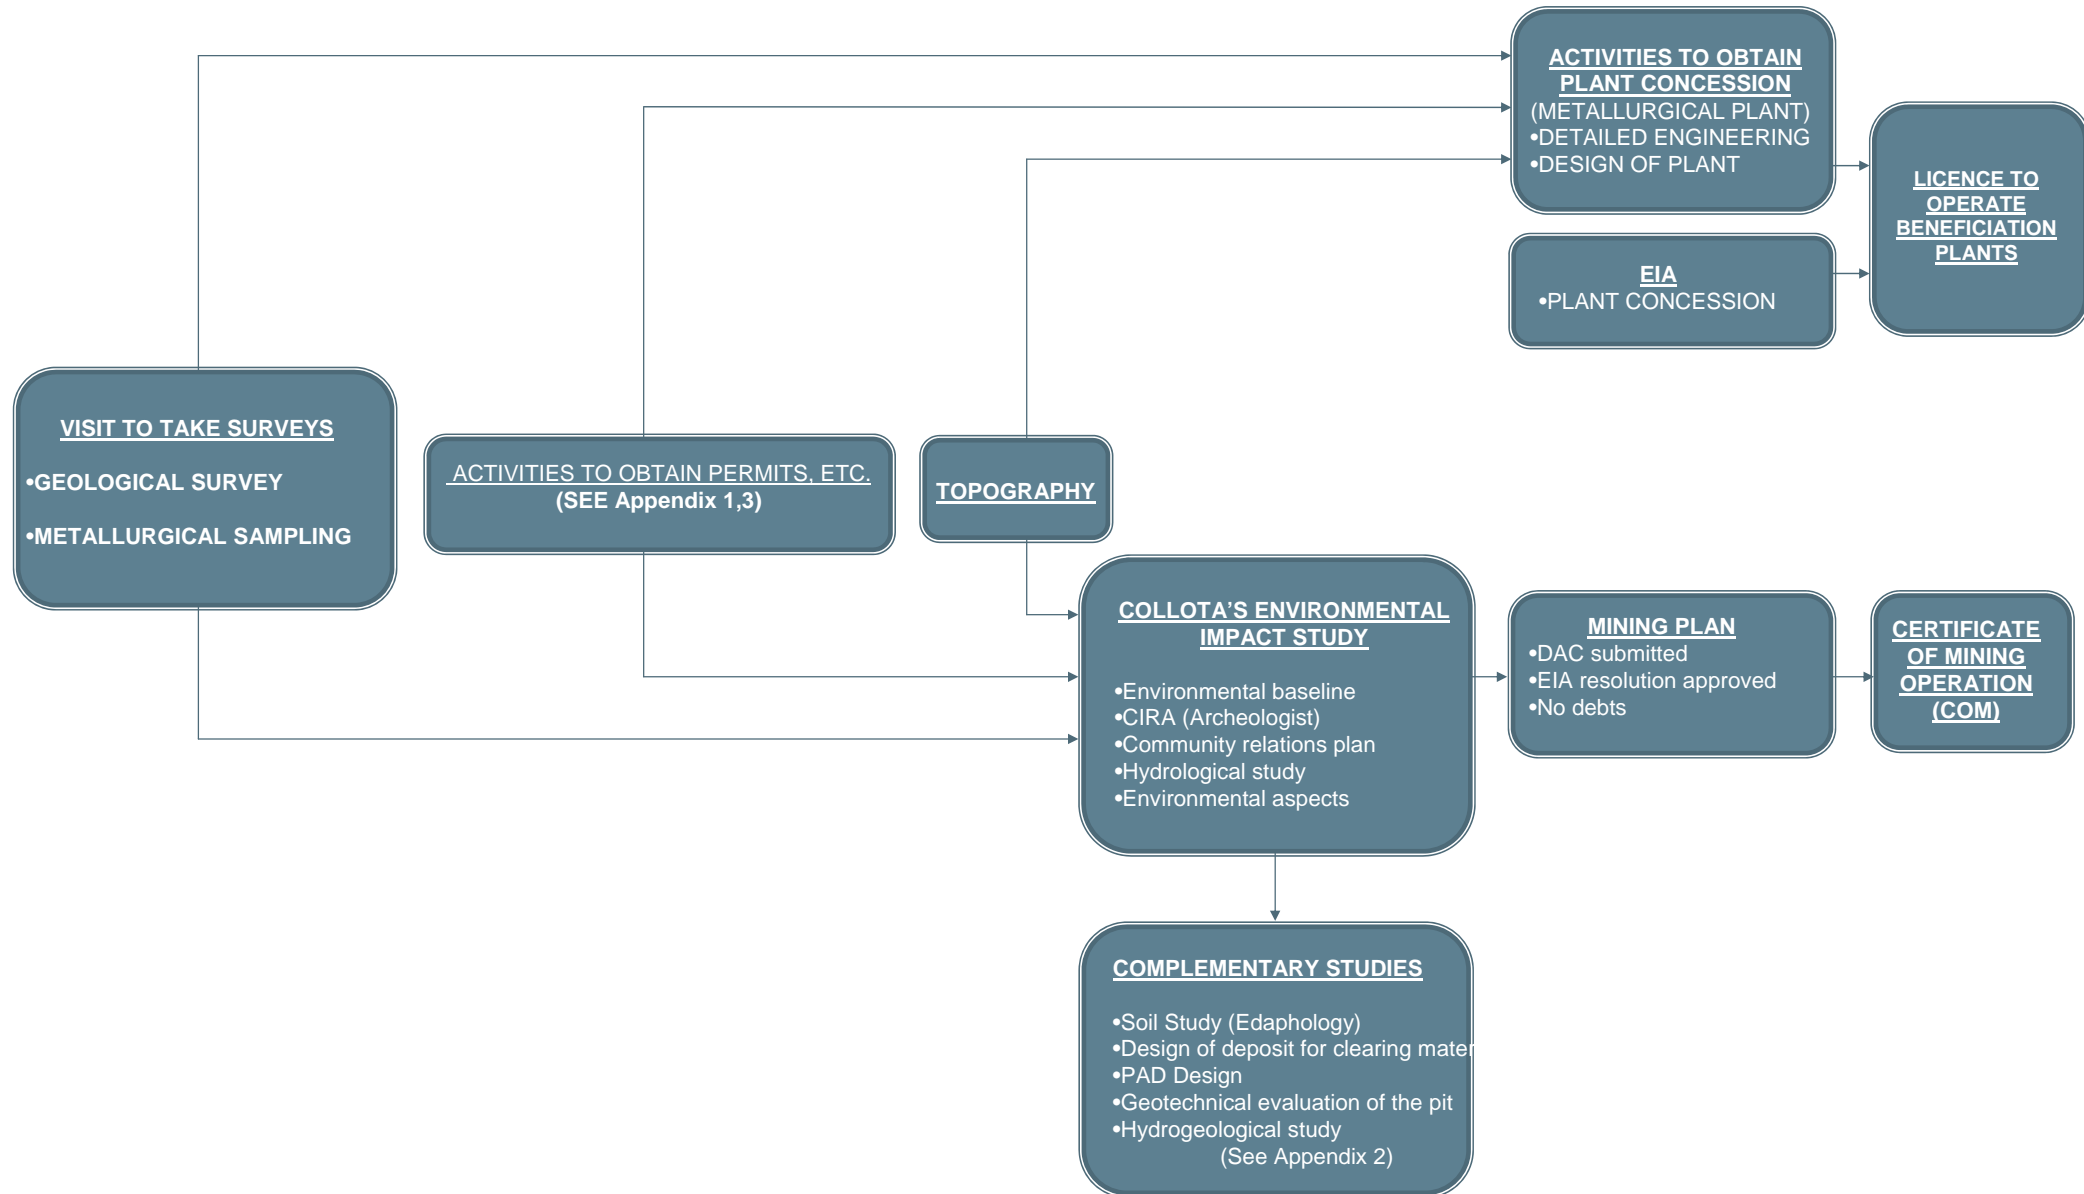 ACTIVITIES TO OBTAIN
PLANT CONCESSION
(METALLURGICAL PLANT)
•DETAILED ENGINEERING
•DESIGN OF PLANT
LICENCE TO
OPERATE
BENEFICIATION
PLANTS
EIA
•PLANT CONCESSION
VISIT TO TAKE SURVEYS
•GEOLOGICAL SURVEY
•METALLURGICAL SAMPLING
ACTIVITIES TO OBTAIN PERMITS, ETC.
(SEE Appendix 1,3)
TOPOGRAPHY
COLLOTA’S ENVIRONMENTAL
IMPACT STUDY
•Environmental baseline
•CIRA (Archeologist)
•Community relations plan
•Hydrological study
•Environmental aspects
MINING PLAN
•DAC submitted
•EIA resolution approved
•No debts
CERTIFICATE
OF MINING
OPERATION
(COM)
COMPLEMENTARY STUDIES
•Soil Study (Edaphology)
•Design of deposit for clearing mater
•PAD Design
•Geotechnical evaluation of the pit
•Hydrogeological study
(See Appendix 2)